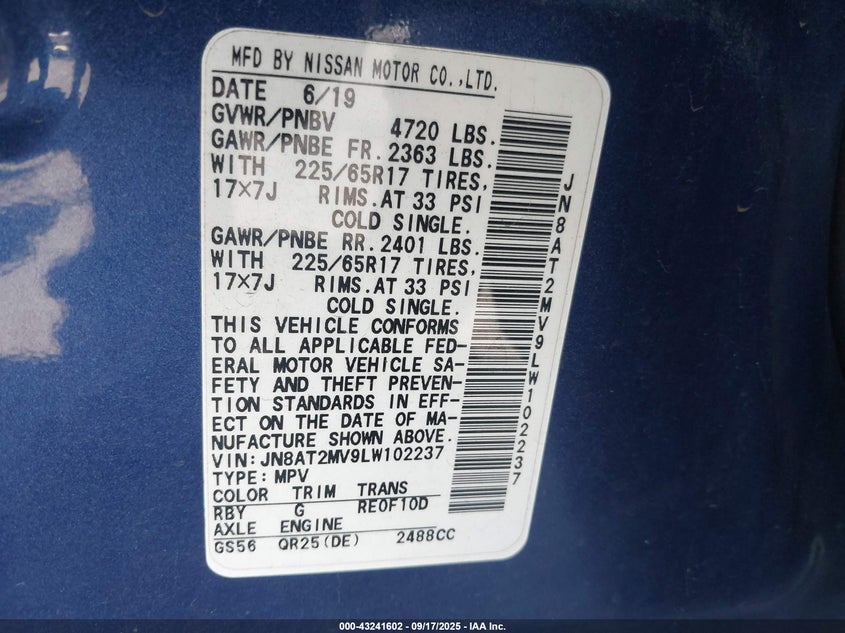 MFD BY NISSAN MOTOR CO.,LTD.
DATE 6/19
GVWR/PNBV 4720 LBS.
GAWR/PNBE FR. 2363 LBS.
WITH 225/65R17 TIRES,
17X7J RIMS.AT 33 PSI
COLD SINGLE.
GAWR/PNBE RR. 2401 LBS.
WITH 225/65R17 TIRES,
17X7J RIMS.AT 33 PSI
COLD SINGLE.
THIS VEHICLE CONFORMS
TO ALL APPLICABLE FED-
ERAL MOTOR VEHICLE SA-
FETY AND THEFT PREVEN-
TION STANDARDS IN EFF-
ECT ON THE DATE OF MA-
NUFACTURE SHOWN ABOVE.
VIN:JN8AT2MV9LW102237
TYPE:MPV
COLOR TRIM TRANS
RBY G RE0F10D
AXLE ENGINE
GS56 QR25(DE) 2488CC
JN8AT2MV9LW102237
000-43241602 - 09/17/2025 - IAA Inc.